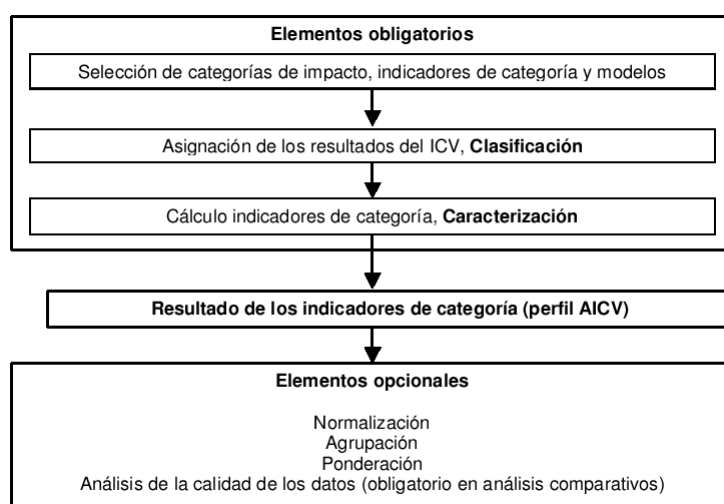 Elementos obligatorios
Selección de categorías de impacto, indicadores de categoría y modelos
Asignación de los resultados del ICV, Clasificación
Cálculo indicadores de categoría, Caracterización
Resultado de los indicadores de categoría (perfil AICV)
Elementos opcionales
Normalización
Agrupación
Ponderación
Análisis de la calidad de los datos (obligatorio en análisis comparativos)